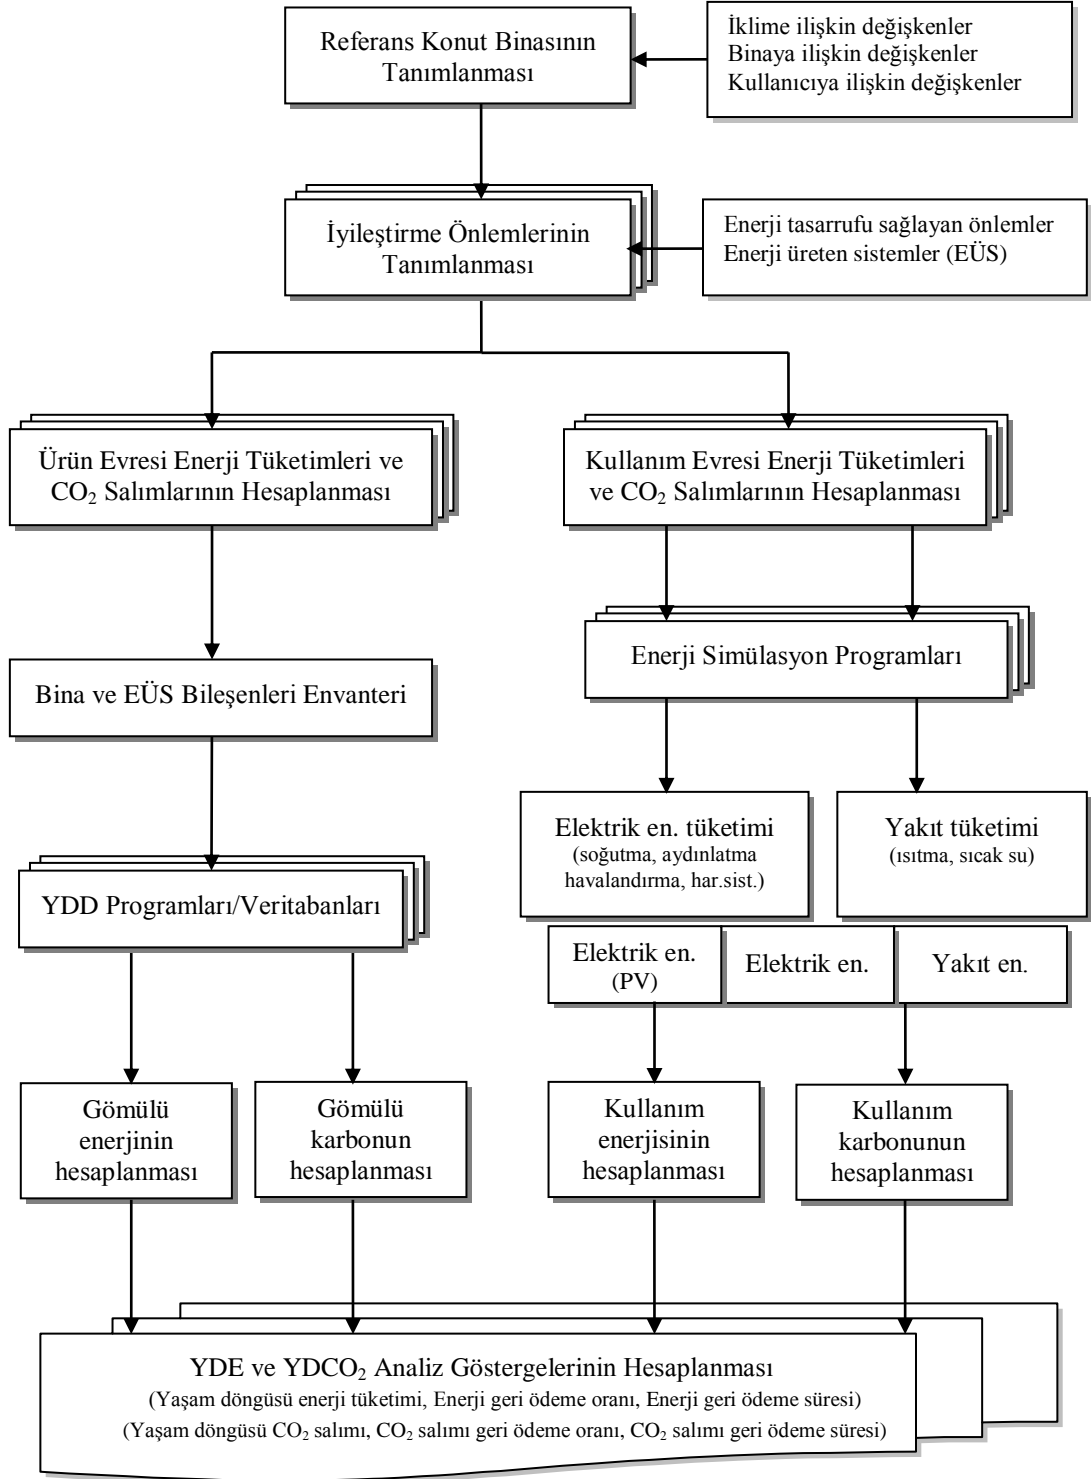 Referans Konut Binasının
Tanımlanması
İklime ilişkin değişkenler
Binaya ilişkin değişkenler
Kullanıcıya ilişkin değişkenler
İyileştirme Önlemlerinin
Tanımlanması
Enerji tasarrufu sağlayan önlemler
Enerji üreten sistemler (EÜS)
Ürün Evresi Enerji Tüketimleri ve
CO₂ Salımlarının Hesaplanması
Kullanım Evresi Enerji Tüketimleri
ve CO₂ Salımlarının Hesaplanması
Enerji Simülasyon Programları
Bina ve EÜS Bileşenleri Envanteri
Elektrik en. tüketimi
(soğutma, aydınlatma
havalandırma, har.sist.)
Yakıt tüketimi
(ısıtma, sıcak su)
YDD Programları/Veritabanları
Elektrik en.
(PV)
Elektrik en.
Yakıt en.
Gömülü
enerjinin
hesaplanması
Gömülü
karbonun
hesaplanması
Kullanım
enerjisinin
hesaplanması
Kullanım
karbonunun
hesaplanması
YDE ve YDCO₂ Analiz Göstergelerinin Hesaplanması
(Yaşam döngüsü enerji tüketimi, Enerji geri ödeme oranı, Enerji geri ödeme süresi)
(Yaşam döngüsü CO₂ salımı, CO₂ salımı geri ödeme oranı, CO₂ salımı geri ödeme süresi)